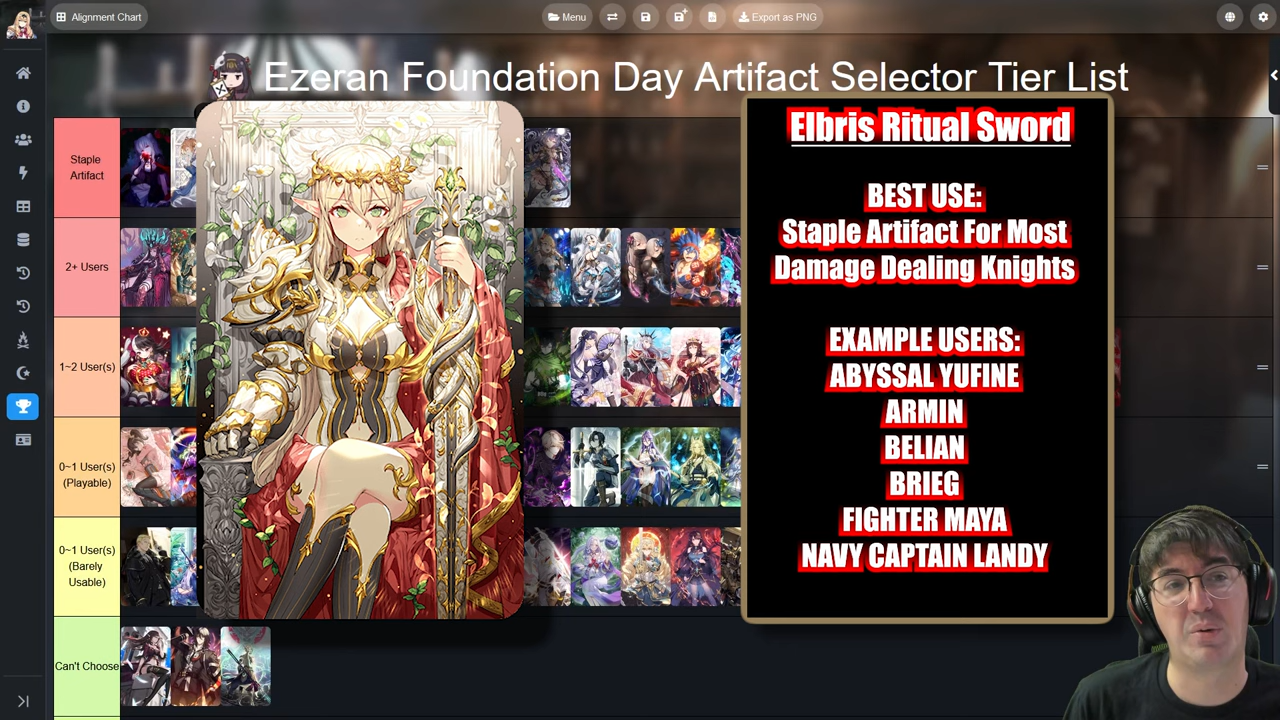 Alignment Chart
Menu
Export as PNG
Ezeran Foundation Day Artifact Selector Tier List
Staple
Artifact
2+ Users
1~2 User(s)
0~1 User(s)
(Playable)
0~1 User(s)
(Barely
Usable)
Can't Choose
Elbris Ritual Sword
BEST USE:
Staple Artifact For Most
Damage Dealing Knights
EXAMPLE USERS:
ABYSSAL YUFINE
ARMIN
BELIAN
BRIEG
FIGHTER MAYA
NAVY CAPTAIN LANDY